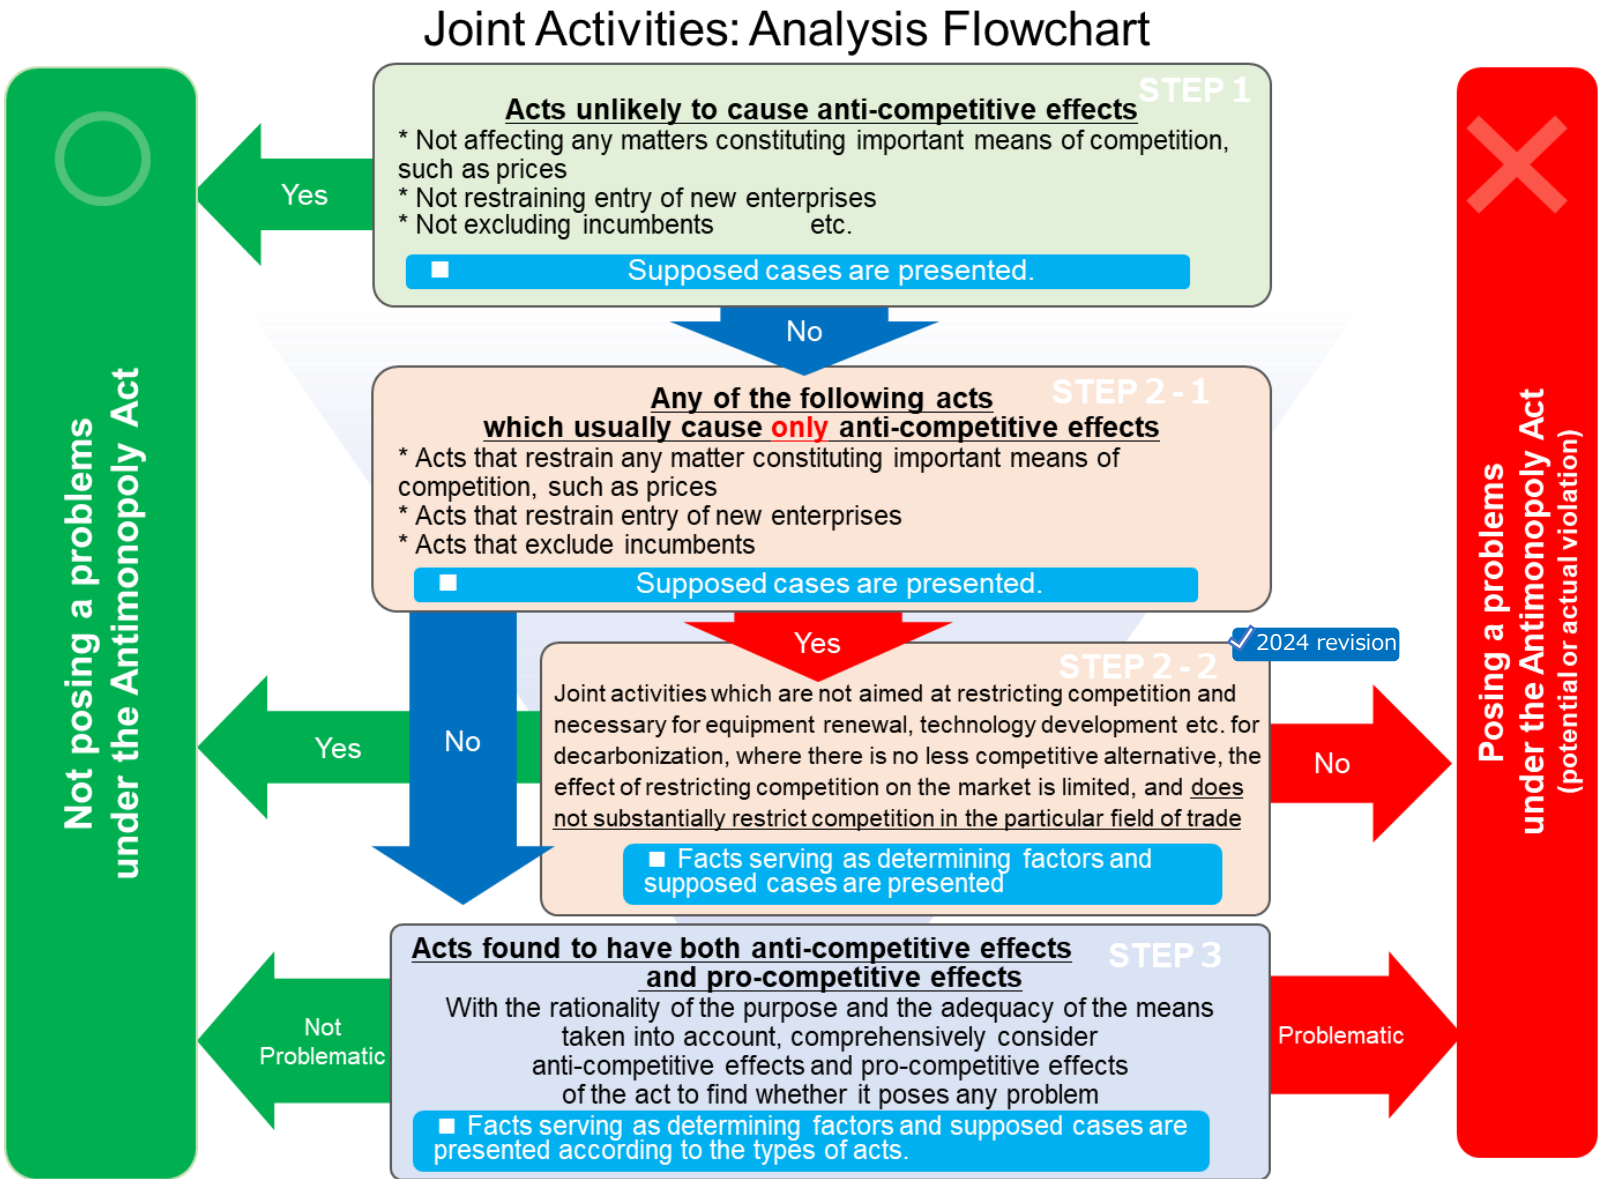 Joint Activities: Analysis Flowchart
STEP 1
Acts unlikely to cause anti-competitive effects
* Not affecting any matters constituting important means of competition,
such as prices
* Not restraining entry of new enterprises
* Not excluding incumbents etc.
■ Supposed cases are presented.
Yes
No
STEP 2-1
Any of the following acts
which usually cause only anti-competitive effects
* Acts that restrain any matter constituting important means of
competition, such as prices
* Acts that restrain entry of new enterprises
* Acts that exclude incumbents
■ Supposed cases are presented.
Yes
2024 revision
STEP 2-2
Joint activities which are not aimed at restricting competition and
necessary for equipment renewal, technology development etc. for
decarbonization, where there is no less competitive alternative, the
effect of restricting competition on the market is limited, and does
not substantially restrict competition in the particular field of trade
■ Facts serving as determining factors and
supposed cases are presented
Yes
No
No
STEP 3
Acts found to have both anti-competitive effects
and pro-competitive effects
With the rationality of the purpose and the adequacy of the means
taken into account, comprehensively consider
anti-competitive effects and pro-competitive effects
of the act to find whether it poses any problem
■ Facts serving as determining factors and supposed cases are
presented according to the types of acts.
Not
Problematic
Problematic
Not posing a problems
under the Antimonopoly Act
Posing a problems
under the Antimonopoly Act
(potential or actual violation)